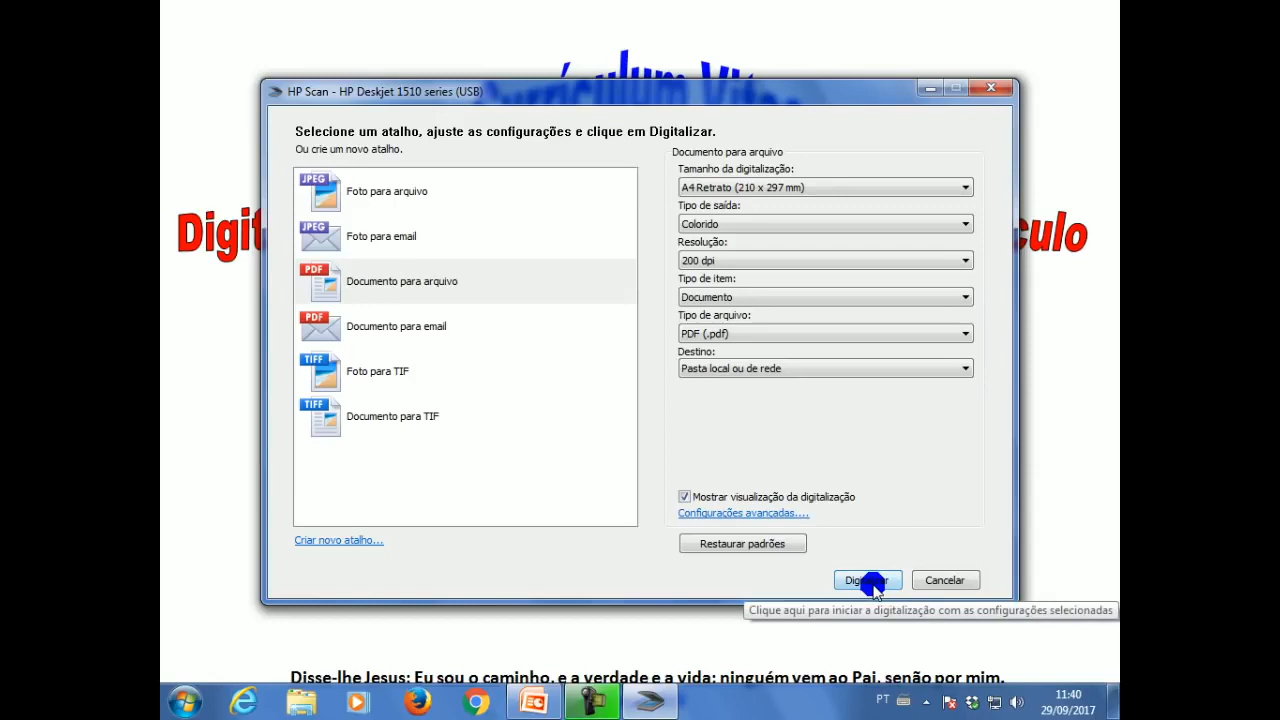 HP Scan - HP Deskjet 1510 series (USB)
Selecione um atalho, ajuste as configurações e clique em Digitalizar.
Ou crie um novo atalho.
JPEG Foto para arquivo
JPEG Foto para email
PDF Documento para arquivo
PDF Documento para email
TIFF Foto para TIF
TIFF Documento para TIF
Criar novo atalho...
Documento para arquivo
Tamanho da digitalização:
A4 Retrato (210 x 297 mm)
Tipo de saída:
Colorido
Resolução:
200 dpi
Tipo de item:
Documento
Tipo de arquivo:
PDF (.pdf)
Destino:
Pasta local ou de rede
Mostrar visualização da digitalização
Configurações avançadas....
Restaurar padrões
Cancelar
Clique aqui para iniciar a digitalização com as configurações selecionadas
Disse-lhe Jesus: Eu sou o caminho, e a verdade e a vida; ninguém vem ao Pai, senão por mim.
PT
11:40
29/09/2017